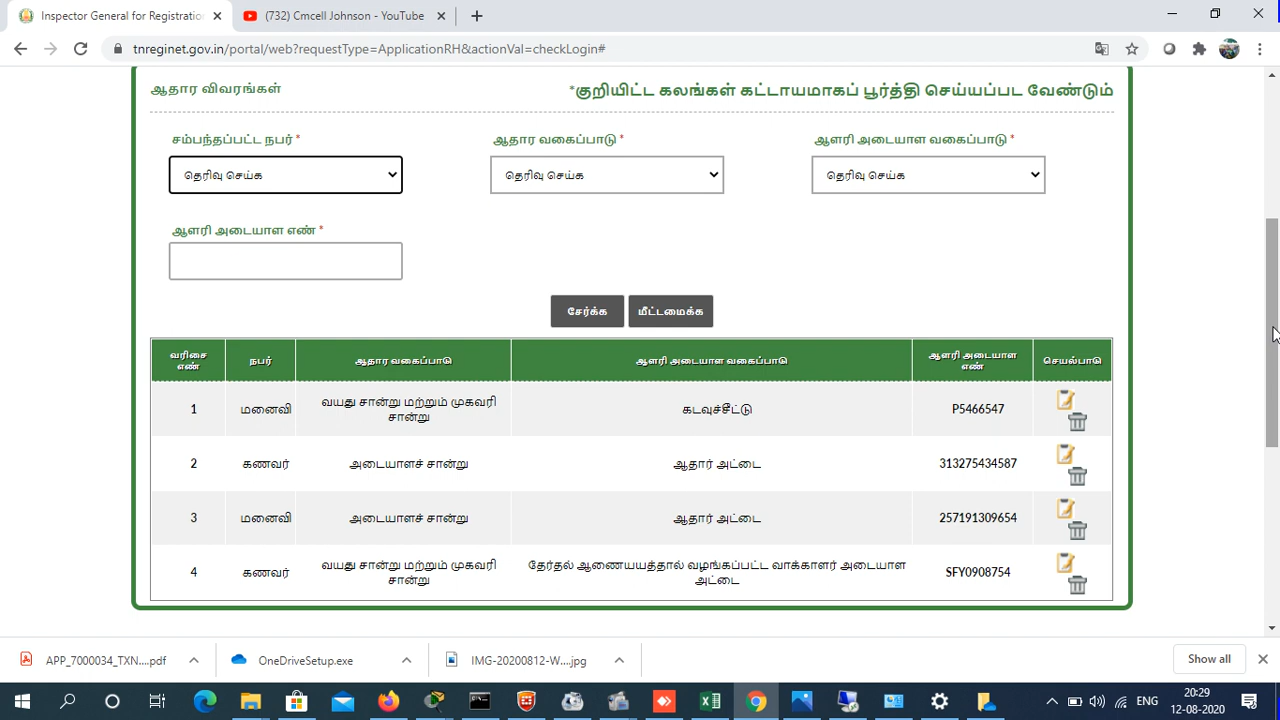 Inspector General for Registration
(732) Cmcell Johnson - YouTube
tnreginet.gov.in/portal/web?requestType=ApplicationRH&actionVal=checkLogin#
ஆதார விவரங்கள்
*குறியிட்ட கலங்கள் கட்டாயமாகப் பூர்த்தி செய்யப்பட வேண்டும்
சம்பந்தப்பட்ட நபர் * ஆதார வகைப்பாடு * ஆளரி அடையாள வகைப்பாடு *
தெரிவு செய்க தெரிவு செய்க தெரிவு செய்க
ஆளரி அடையாள எண் *
சேர்க்க மீட்டமைக்க
வரிசை எண் நபர் ஆதார வகைப்பாடு ஆளரி அடையாள வகைப்பாடு ஆளரி அடையாள எண் செயல்பாடு
1 மனைவி வயது சான்று மற்றும் முகவரி சான்று கடவுச்சீட்டு P5466547
2 கணவர் அடையாளச் சான்று ஆதார் அட்டை 313275434587
3 மனைவி அடையாளச் சான்று ஆதார் அட்டை 257191309654
4 கணவர் வயது சான்று மற்றும் முகவரி சான்று தேர்தல் ஆணையயத்தால் வழங்கப்பட்ட வாக்காளர் அடையாள அட்டை SFY0908754
APP_7000034_TXN....pdf OneDriveSetup.exe IMG-20200812-W....jpg Show all
ENG 20:29
12-08-2020